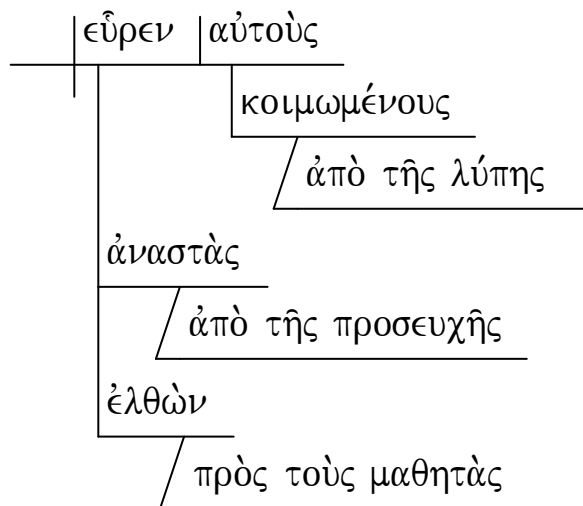 εὗρεν αὐτοὺς
κοιμωμένους
ἀπὸ τῆς λύπης
ἀναστὰς
ἀπὸ τῆς προσευχῆς
ἐλθὼν
πρὸς τοὺς μαθητὰς